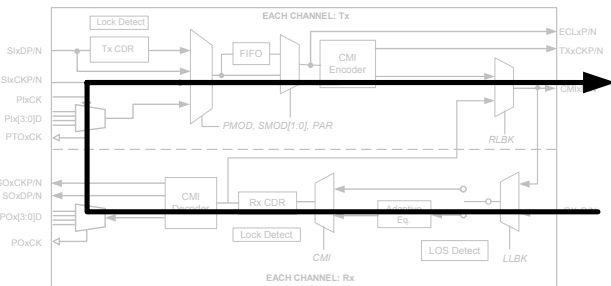 EACH CHANNEL: Tx
Lock Detect
ECLxP/N
SIxDP/N
Tx CDR
FIFO
CMI
Encoder
TXxCKP/N
SIxCKP/N
PIxCK
PIx[3:0]D
PTOxCK
PMOD, SMOD[1:0], PAR
RLBK
SOxCKP/N
SOxDP/N
POx[3:0]D
POxCK
CMI
Decoder
Rx CDR
Lock Detect
Adaptive
Eq.
LOS Detect
CMI
LLBK
EACH CHANNEL: Rx